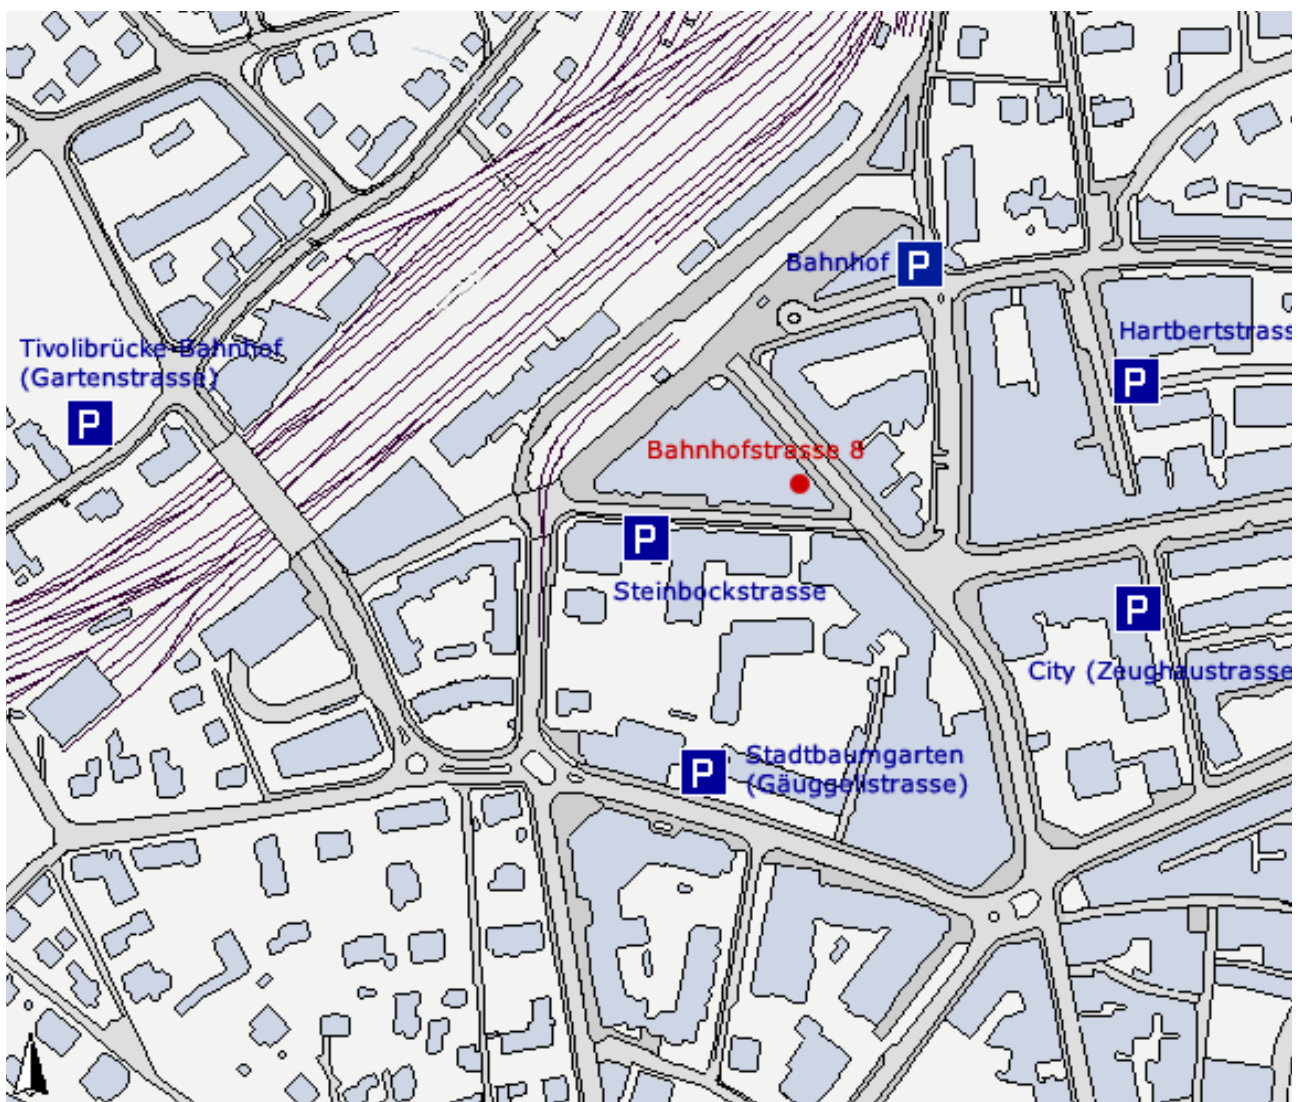 Bahnhof
P
Hartbertstrass
P
Tivolibrücke-Bahnhof
(Gartenstrasse)
P
Bahnhofstrasse 8
P
Steinbockstrasse
P
City (Zeughaustrasse
P
Stadtbaumgarten
(Gäuggelistrasse)